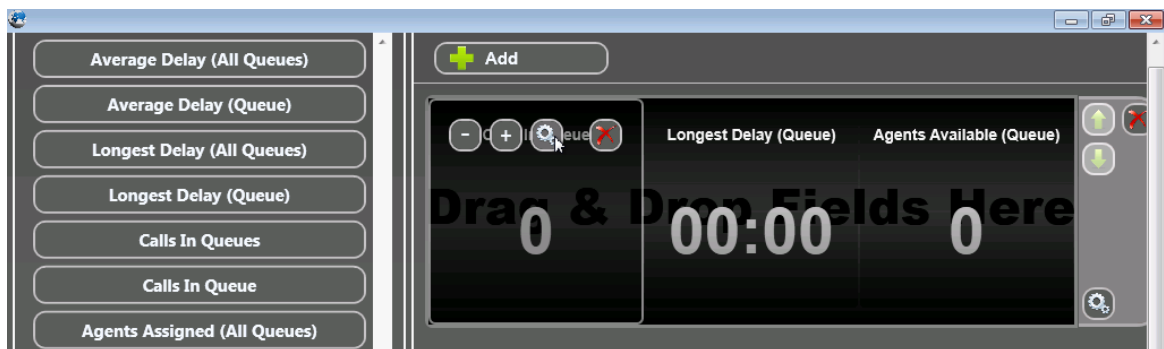 Average Delay (All Queues)
Average Delay (Queue)
Longest Delay (All Queues)
Longest Delay (Queue)
Calls In Queues
Calls In Queue
Agents Assigned (All Queues)
Add
Longest Delay (Queue)
Agents Available (Queue)
Drag & Drop Fields Here
0
00:00
0